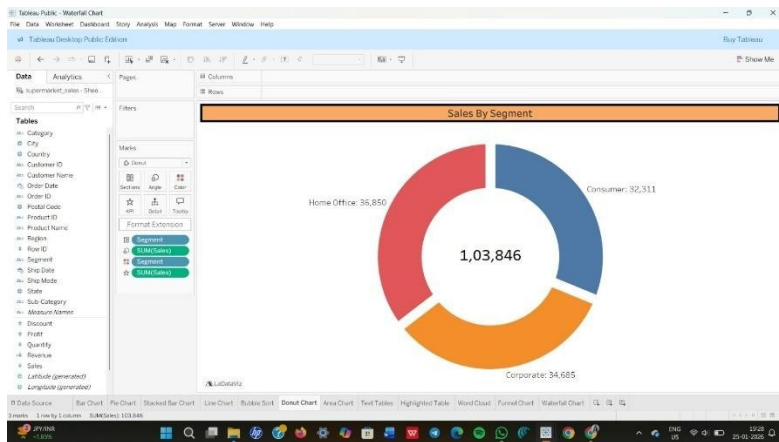 Tableau Public - Waterfall Chart
File Data Worksheet Dashboard Story Analysis Map Format Server Window Help
Tableau Desktop Public Edition
Buy Tableau
Show Me
Data Analytics
Pages
Columns
supermarket_sales - Shee...
Rows
Search
Filters
Sales By Segment
Tables
Category
City
Country
Customer ID
Customer Name
Order Date
Order ID
Postal Code
Product ID
Product Name
Region
Row ID
Segment
Ship Date
Ship Mode
State
Sub-Category
Measure Names
Discount
Profit
Quantity
Revenue
Sales
Latitude (generated)
Longitude (generated)
Marks
Donut
Sections Angle Color
KPI Detail Tooltip
Format Extension
Segment
SUM(Sales)
Segment
SUM(Sales)
Consumer: 32,311
Home Office: 36,850
1,03,846
Corporate: 34,685
LaDataViz
Data Source Bar Chart Pie Chart Stacked Bar Chart Line Chart Bubble Sort Donut Chart Area Chart Text Tables Highlighted Table Word Cloud Funnel Chart Waterfall Chart
3 marks 1 row by 1 column SUM(Sales): 103,846
JPY/INR
+1.65%
ENG
US
19:28
25-01-2026